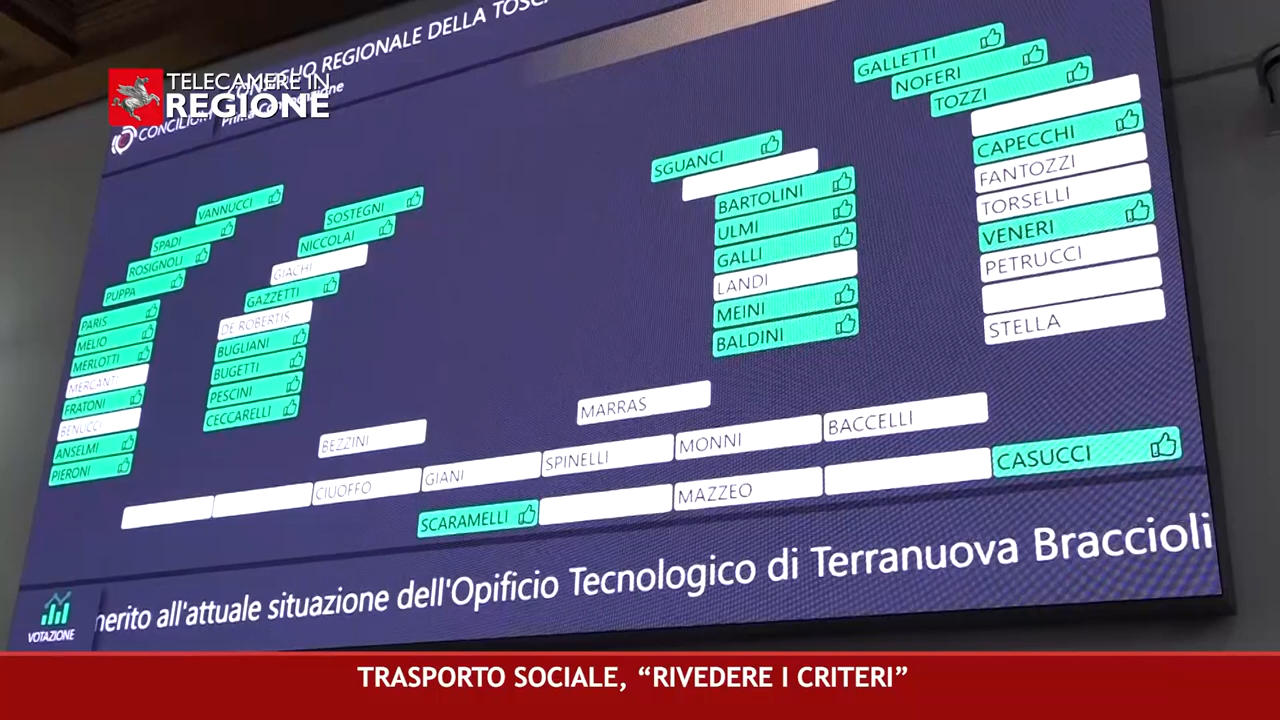 CONSIGLIO REGIONALE DELLA TOSCA
TELECAMERE IN
REGIONE
CONCILIUM
GALLETTI
NOFERI
TOZZI
CAPECCHI
FANTOZZI
TORSELLI
VENERI
PETRUCCI
STELLA
SGUANCI
BARTOLINI
ULMI
GALLI
LANDI
MEINI
BALDINI
VANNUCCI
SPADI
ROSIGNOLI
PUPPA
PARIS
MELIO
MERLOTTI
MERCANTI
FRATONI
BENUCCI
ANSELMI
PIERONI
SOSTEGNI
NICCOLAI
GIACHI
GAZZETTI
DE ROBERTIS
BUGLIANI
BUGETTI
PESCINI
CECCARELLI
MARRAS
BEZZINI
CIUOFFO
GIANI
SPINELLI
MONNI
BACCELLI
SCARAMELLI
MAZZEO
CASUCCI
VOTAZIONE
merito all'attuale situazione dell'Opificio Tecnologico di Terranuova Braccioli
TRASPORTO SOCIALE, “RIVEDERE I CRITERI”